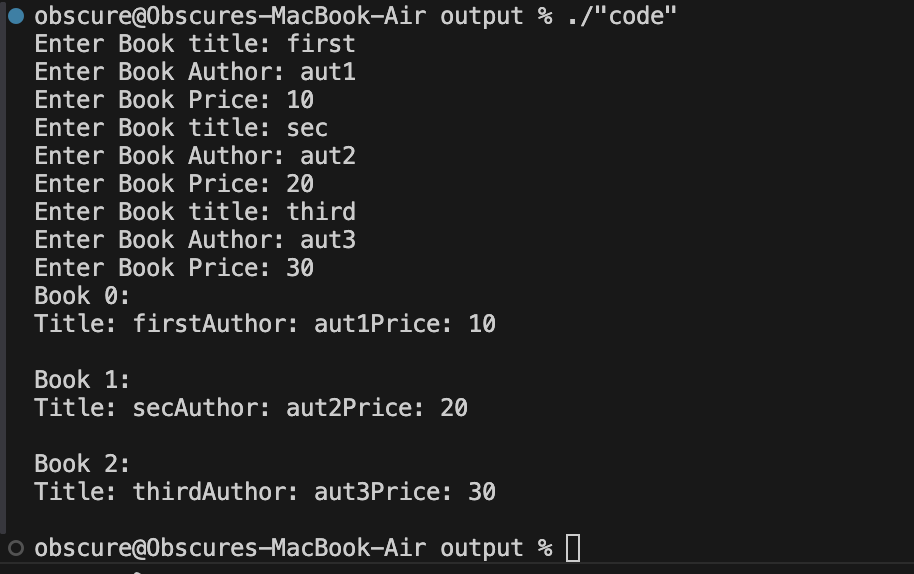 obscure@Obscures-MacBook-Air output % ./"code"
Enter Book title: first
Enter Book Author: aut1
Enter Book Price: 10
Enter Book title: sec
Enter Book Author: aut2
Enter Book Price: 20
Enter Book title: third
Enter Book Author: aut3
Enter Book Price: 30
Book 0:
Title: firstAuthor: aut1Price: 10
Book 1:
Title: secAuthor: aut2Price: 20
Book 2:
Title: thirdAuthor: aut3Price: 30
obscure@Obscures-MacBook-Air output %